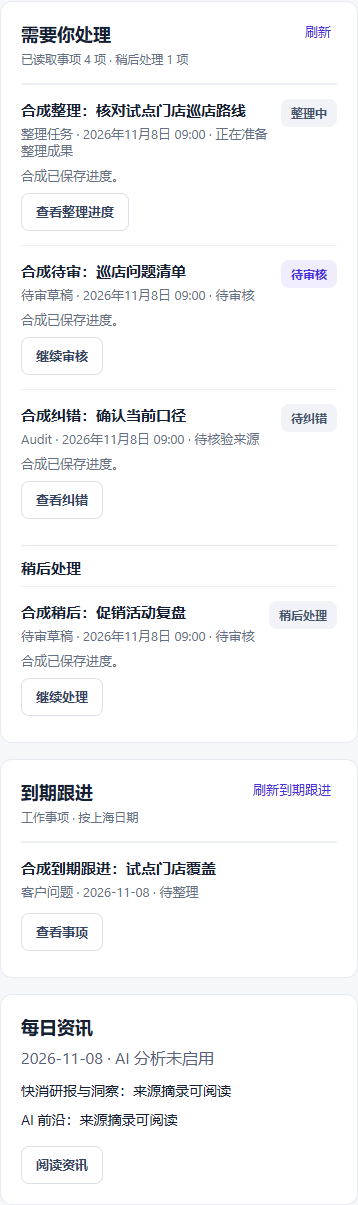 需要你处理
刷新
已读取事项 4 项 · 稍后处理 1 项
合成整理：核对试点门店巡店路线
整理中
整理任务 · 2026年11月8日 09:00 · 正在准备
整理成果
合成已保存进度。
查看整理进度
合成待审：巡店问题清单
待审核
待审草稿 · 2026年11月8日 09:00 · 待审核
合成已保存进度。
继续审核
合成纠错：确认当前口径
待纠错
Audit · 2026年11月8日 09:00 · 待核验来源
合成已保存进度。
查看纠错
稍后处理
合成稍后：促销活动复盘
稍后处理
待审草稿 · 2026年11月8日 09:00 · 待审核
合成已保存进度。
继续处理
到期跟进
刷新到期跟进
工作事项 · 按上海日期
合成到期跟进：试点门店覆盖
客户问题 · 2026-11-08 · 待整理
查看事项
每日资讯
2026-11-08 · AI 分析未启用
快消研报与洞察：来源摘录可阅读
AI 前沿：来源摘录可阅读
阅读资讯